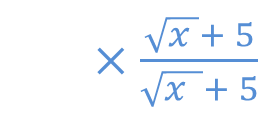 × (√x + 5)/(√x + 5)